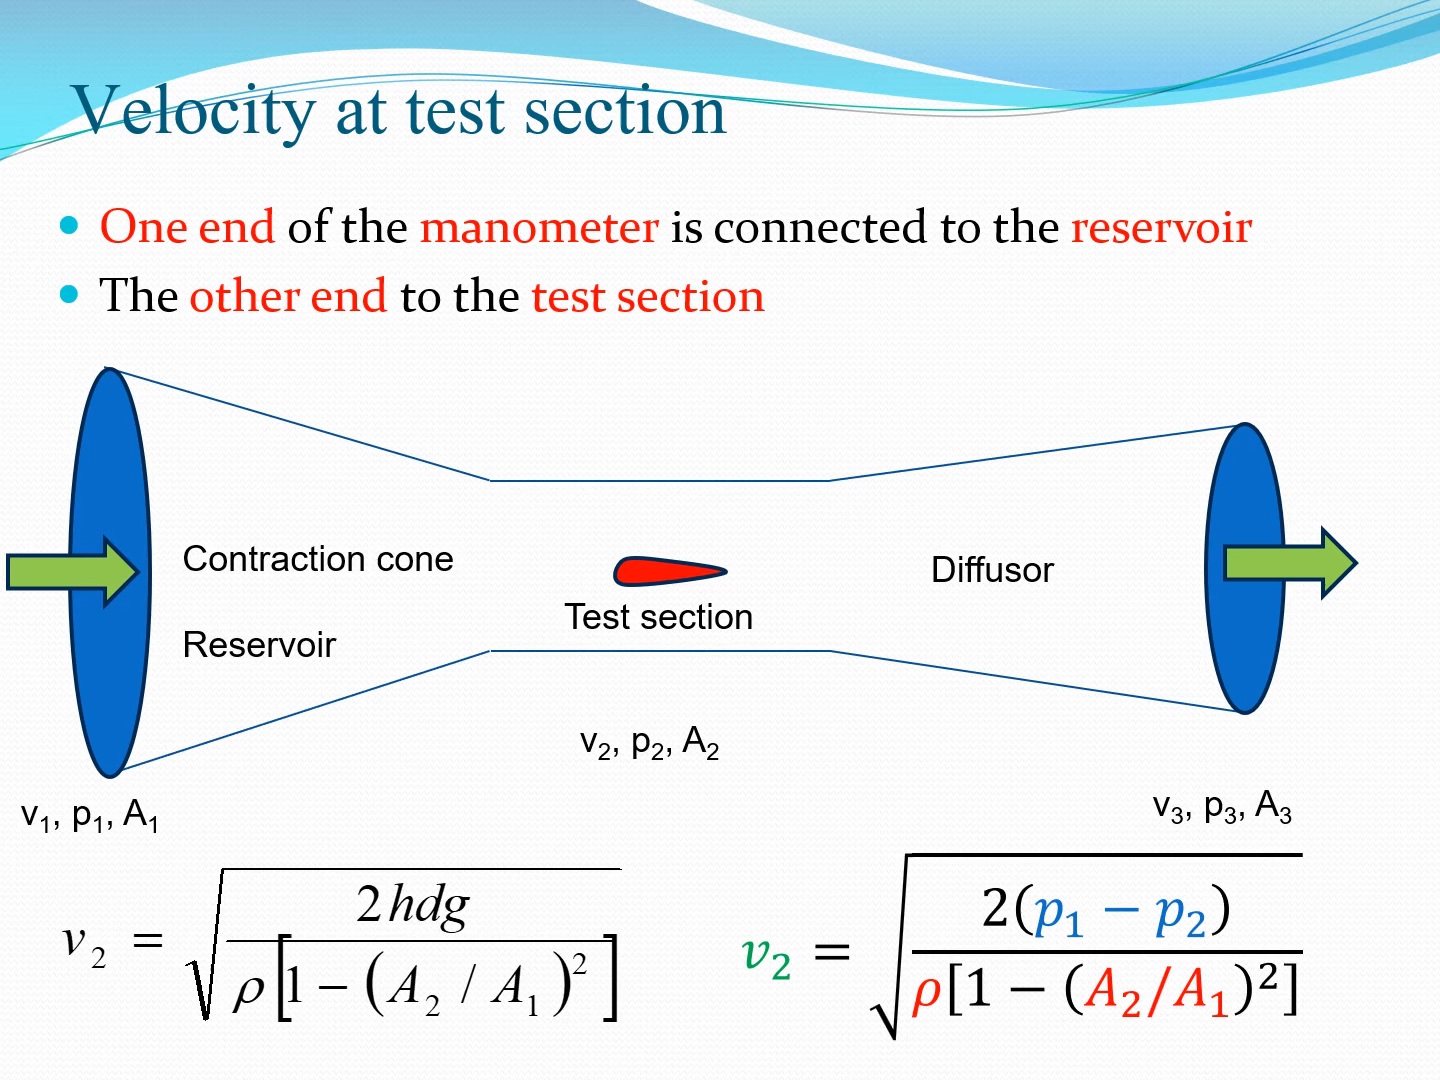 Velocity at test section
• One end of the manometer is connected to the reservoir
• The other end to the test section
Contraction cone
Reservoir
Test section
Diffusor
v₂, p₂, A₂
v₁, p₁, A₁
v₃, p₃, A₃
v₂ = √(2hdg / ρ[1 − (A₂ / A₁)²])
v₂ = √(2(p₁ − p₂) / ρ[1 − (A₂/A₁)²])